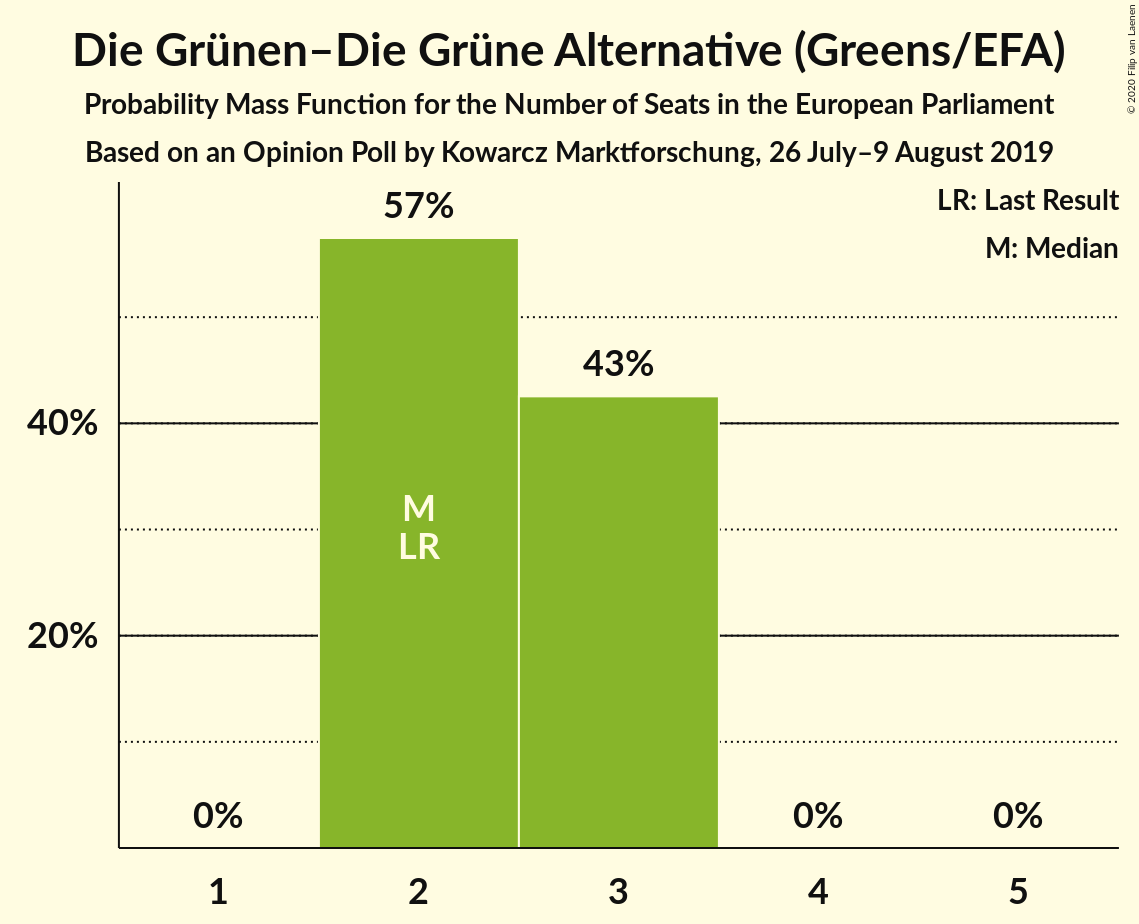 Die Grünen–Die Grüne Alternative (Greens/EFA)
Probability Mass Function for the Number of Seats in the European Parliament
Based on an Opinion Poll by Kowarcz Marktforschung, 26 July–9 August 2019
© 2020 Filip van Laenen
LR: Last Result
M: Median
57%
43%
40%
M
LR
20%
0%
0%
0%
1
2
3
4
5